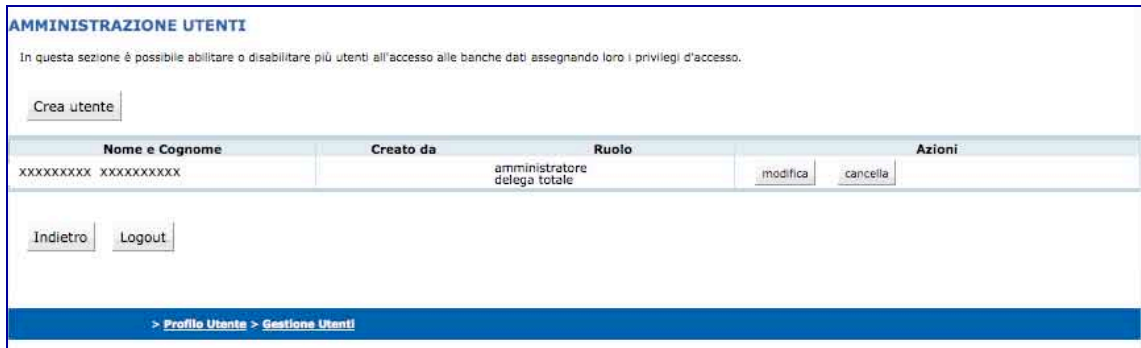 AMMINISTRAZIONE UTENTI
In questa sezione è possibile abilitare o disabilitare più utenti all'accesso alle banche dati assegnando loro i privilegi d'accesso.
Crea utente
Nome e Cognome Creato da Ruolo Azioni
xxxxxxxxx xxxxxxxxxx amministratore delega totale modifica cancella
Indietro Logout
> Profilo Utente > Gestione Utenti